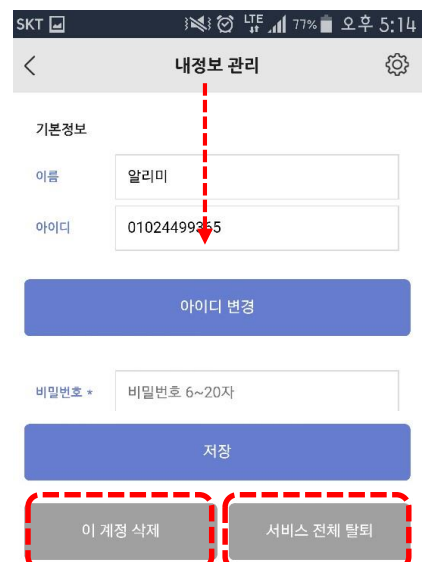 SKT LTE 77% 오후 5:14
내정보 관리
기본정보
이름 알리미
아이디 01024499365
아이디 변경
비밀번호 * 비밀번호 6~20자
저장
이 계정 삭제 서비스 전체 탈퇴